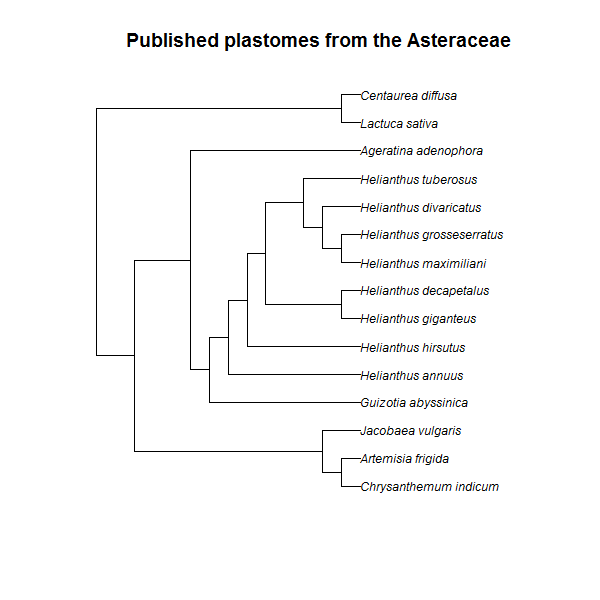 Published plastomes from the Asteraceae
Centaurea diffusa
Lactuca sativa
Ageratina adenophora
Helianthus tuberosus
Helianthus divaricatus
Helianthus grosseserratus
Helianthus maximiliani
Helianthus decapetalus
Helianthus giganteus
Helianthus hirsutus
Helianthus annuus
Guizotia abyssinica
Jacobaea vulgaris
Artemisia frigida
Chrysanthemum indicum